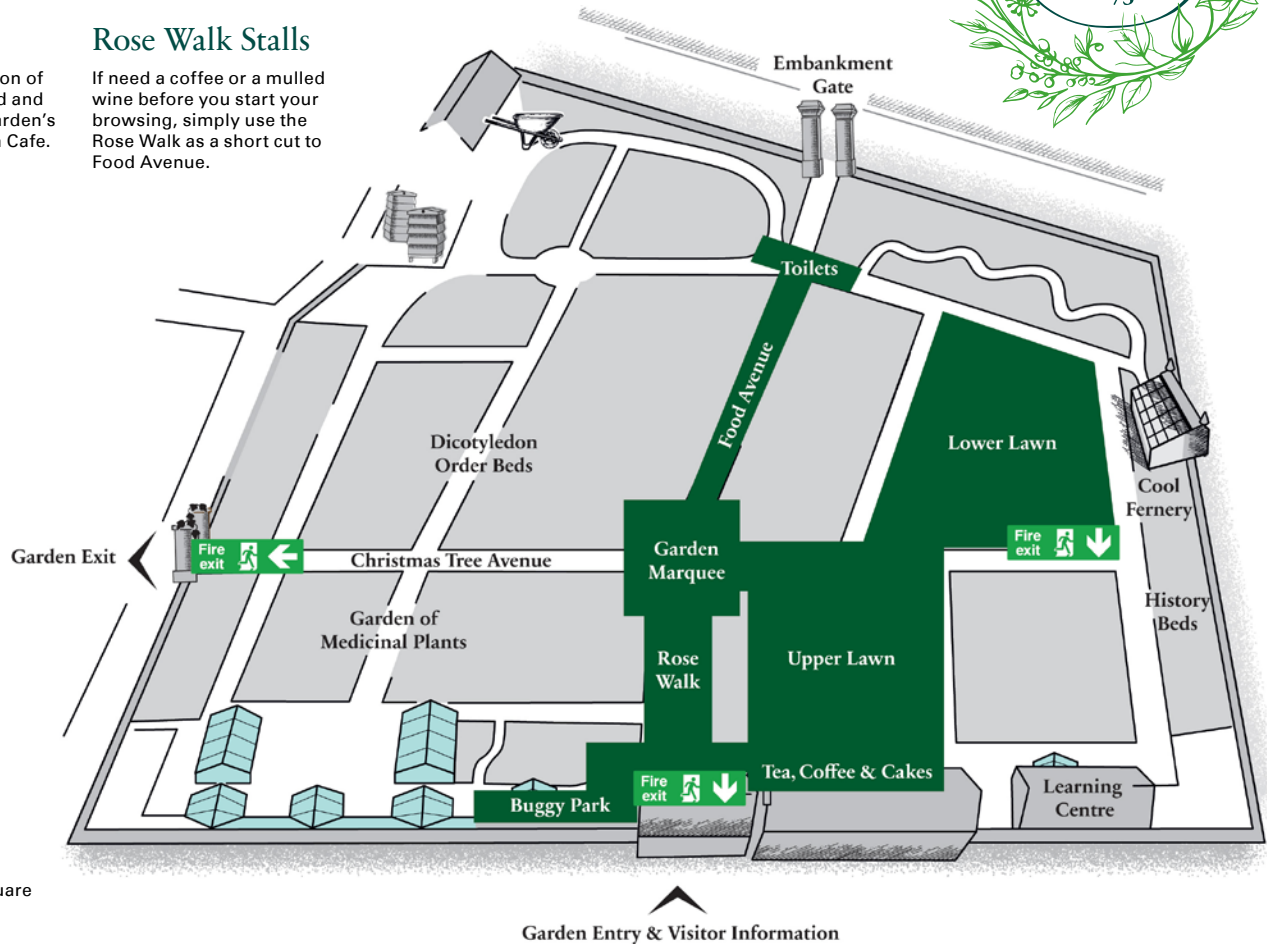 Rose Walk Stalls
If need a coffee or a mulled
wine before you start your
browsing, simply use the
Rose Walk as a short cut to
Food Avenue.
on of
d and
arden's
Cafe.
Embankment
Gate
Toilets
Food Avenue
Lower Lawn
Dicotyledon
Order Beds
Cool
Fernery
Fire
exit
Garden Exit
Fire
exit
Christmas Tree Avenue
Garden
Marquee
Garden of
Medicinal Plants
History
Beds
Rose
Walk
Upper Lawn
Tea, Coffee & Cakes
Fire
exit
Buggy Park
Learning
Centre
uare
Garden Entry & Visitor Information